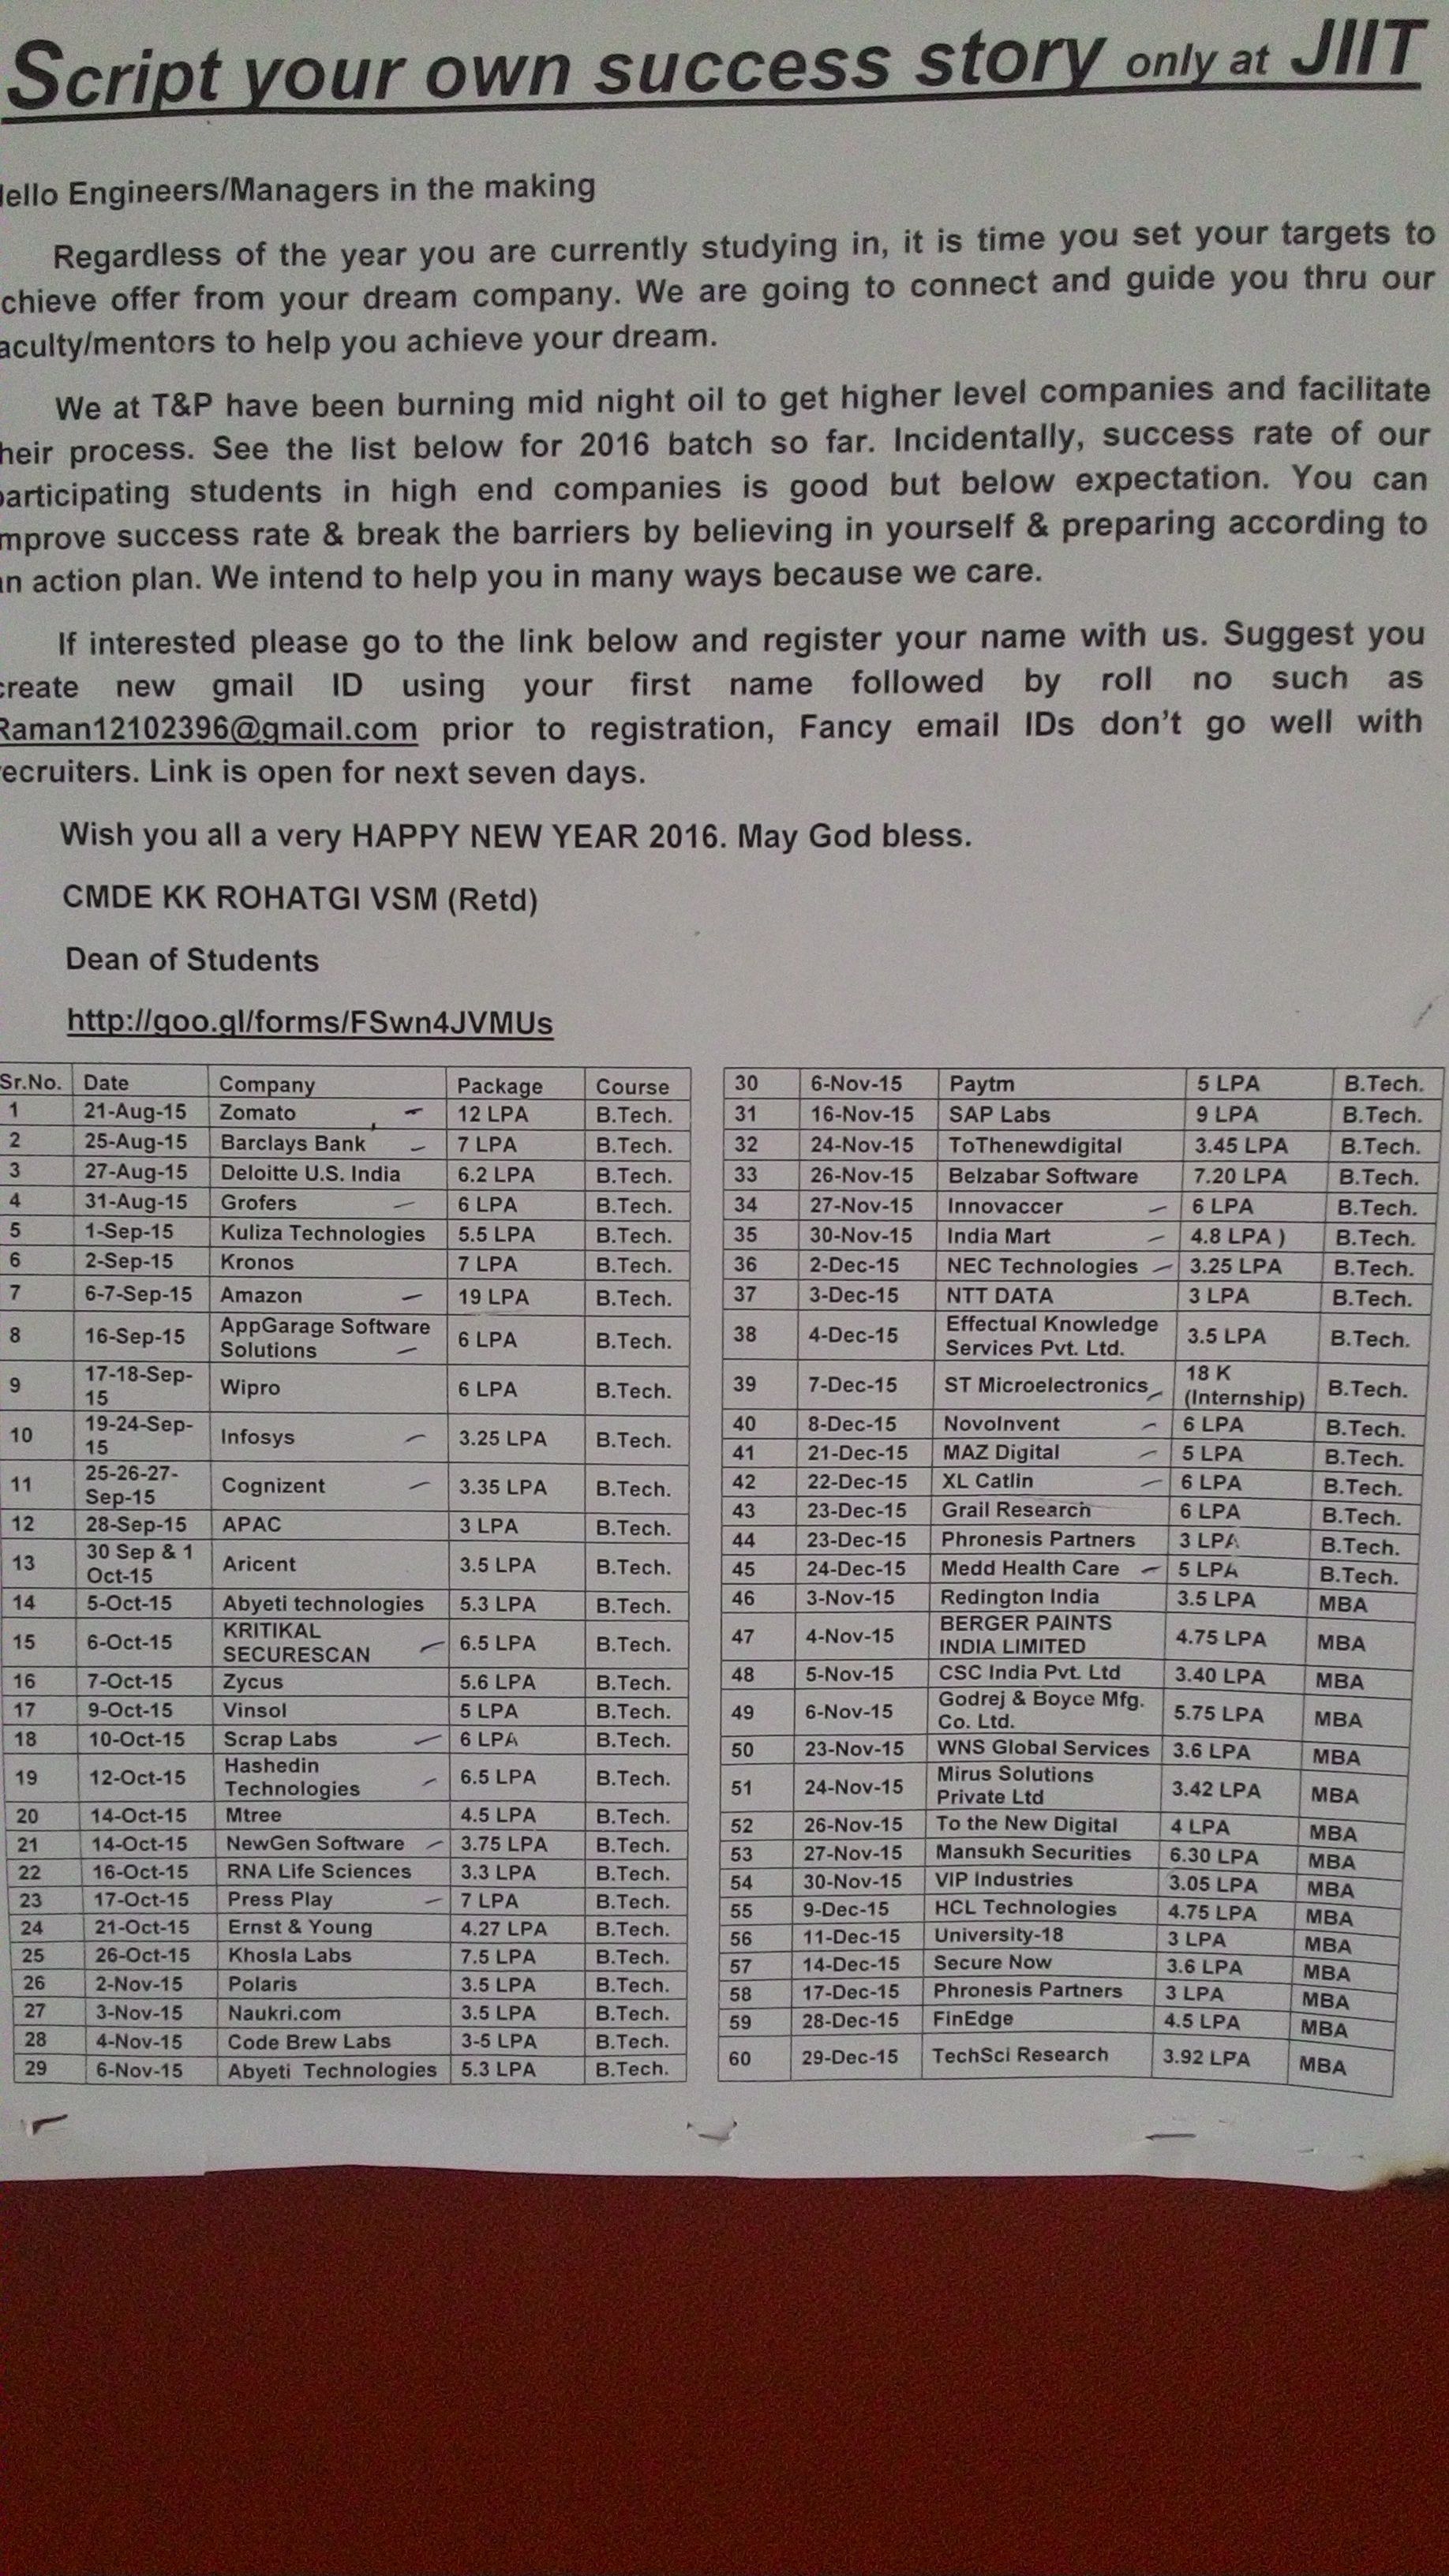 Script your own success story only at JIIT
ello Engineers/Managers in the making
Regardless of the year you are currently studying in, it is time you set your targets to
chieve offer from your dream company. We are going to connect and guide you thru our
aculty/mentors to help you achieve your dream.
We at T&P have been burning mid night oil to get higher level companies and facilitate
heir process. See the list below for 2016 batch so far. Incidentally, success rate of our
participating students in high end companies is good but below expectation. You can
mprove success rate & break the barriers by believing in yourself & preparing according to
an action plan. We intend to help you in many ways because we care.
If interested please go to the link below and register your name with us. Suggest you
create new gmail ID using your first name followed by roll no such as
Raman12102396@gmail.com prior to registration, Fancy email IDs don't go well with
recruiters. Link is open for next seven days.
Wish you all a very HAPPY NEW YEAR 2016. May God bless.
CMDE KK ROHATGI VSM (Retd)
Dean of Students
http://goo.gl/forms/FSwn4JVMUs
Sr.No. Date Company Package Course
1 21-Aug-15 Zomato 12 LPA B.Tech.
2 25-Aug-15 Barclays Bank 7 LPA B.Tech.
3 27-Aug-15 Deloitte U.S. India 6.2 LPA B.Tech.
4 31-Aug-15 Grofers 6 LPA B.Tech.
5 1-Sep-15 Kuliza Technologies 5.5 LPA B.Tech.
6 2-Sep-15 Kronos 7 LPA B.Tech.
7 6-7-Sep-15 Amazon 19 LPA B.Tech.
8 16-Sep-15 AppGarage Software Solutions 6 LPA B.Tech.
9 17-18-Sep-15 Wipro 6 LPA B.Tech.
10 19-24-Sep-15 Infosys 3.25 LPA B.Tech.
11 25-26-27-Sep-15 Cognizent 3.35 LPA B.Tech.
12 28-Sep-15 APAC 3 LPA B.Tech.
13 30 Sep & 1 Oct-15 Aricent 3.5 LPA B.Tech.
14 5-Oct-15 Abyeti technologies 5.3 LPA B.Tech.
15 6-Oct-15 KRITIKAL SECURESCAN 6.5 LPA B.Tech.
16 7-Oct-15 Zycus 5.6 LPA B.Tech.
17 9-Oct-15 Vinsol 5 LPA B.Tech.
18 10-Oct-15 Scrap Labs 6 LPA B.Tech.
19 12-Oct-15 Hashedin Technologies 6.5 LPA B.Tech.
20 14-Oct-15 Mtree 4.5 LPA B.Tech.
21 14-Oct-15 NewGen Software 3.75 LPA B.Tech.
22 16-Oct-15 RNA Life Sciences 3.3 LPA B.Tech.
23 17-Oct-15 Press Play 7 LPA B.Tech.
24 21-Oct-15 Ernst & Young 4.27 LPA B.Tech.
25 26-Oct-15 Khosla Labs 7.5 LPA B.Tech.
26 2-Nov-15 Polaris 3.5 LPA B.Tech.
27 3-Nov-15 Naukri.com 3.5 LPA B.Tech.
28 4-Nov-15 Code Brew Labs 3-5 LPA B.Tech.
29 6-Nov-15 Abyeti Technologies 5.3 LPA B.Tech.
30 6-Nov-15 Paytm 5 LPA B.Tech.
31 16-Nov-15 SAP Labs 9 LPA B.Tech.
32 24-Nov-15 ToThenewdigital 3.45 LPA B.Tech.
33 26-Nov-15 Belzabar Software 7.20 LPA B.Tech.
34 27-Nov-15 Innovaccer 6 LPA B.Tech.
35 30-Nov-15 India Mart 4.8 LPA ) B.Tech.
36 2-Dec-15 NEC Technologies 3.25 LPA B.Tech.
37 3-Dec-15 NTT DATA 3 LPA B.Tech.
38 4-Dec-15 Effectual Knowledge Services Pvt. Ltd. 3.5 LPA B.Tech.
39 7-Dec-15 ST Microelectronics 18 K (Internship) B.Tech.
40 8-Dec-15 NovoInvent 6 LPA B.Tech.
41 21-Dec-15 MAZ Digital 5 LPA B.Tech.
42 22-Dec-15 XL Catlin 6 LPA B.Tech.
43 23-Dec-15 Grail Research 6 LPA B.Tech.
44 23-Dec-15 Phronesis Partners 3 LPA B.Tech.
45 24-Dec-15 Medd Health Care 5 LPA B.Tech.
46 3-Nov-15 Redington India 3.5 LPA MBA
47 4-Nov-15 BERGER PAINTS INDIA LIMITED 4.75 LPA MBA
48 5-Nov-15 CSC India Pvt. Ltd 3.40 LPA MBA
49 6-Nov-15 Godrej & Boyce Mfg. Co. Ltd. 5.75 LPA MBA
50 23-Nov-15 WNS Global Services 3.6 LPA MBA
51 24-Nov-15 Mirus Solutions Private Ltd 3.42 LPA MBA
52 26-Nov-15 To the New Digital 4 LPA MBA
53 27-Nov-15 Mansukh Securities 6.30 LPA MBA
54 30-Nov-15 VIP Industries 3.05 LPA MBA
55 9-Dec-15 HCL Technologies 4.75 LPA MBA
56 11-Dec-15 University-18 3 LPA MBA
57 14-Dec-15 Secure Now 3.6 LPA MBA
58 17-Dec-15 Phronesis Partners 3 LPA MBA
59 28-Dec-15 FinEdge 4.5 LPA MBA
60 29-Dec-15 TechSci Research 3.92 LPA MBA